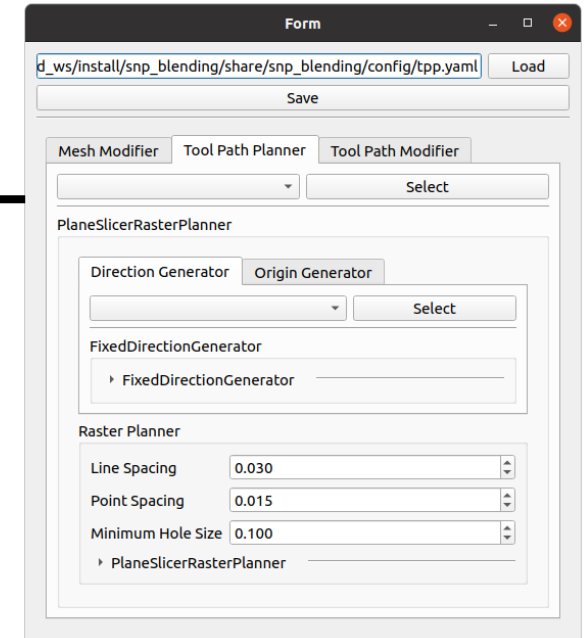 Form
d_ws/install/snp_blending/share/snp_blending/config/tpp.yaml Load
Save
Mesh Modifier Tool Path Planner Tool Path Modifier
Select
PlaneSlicerRasterPlanner
Direction Generator Origin Generator
Select
FixedDirectionGenerator
FixedDirectionGenerator
Raster Planner
Line Spacing 0.030
Point Spacing 0.015
Minimum Hole Size 0.100
PlaneSlicerRasterPlanner